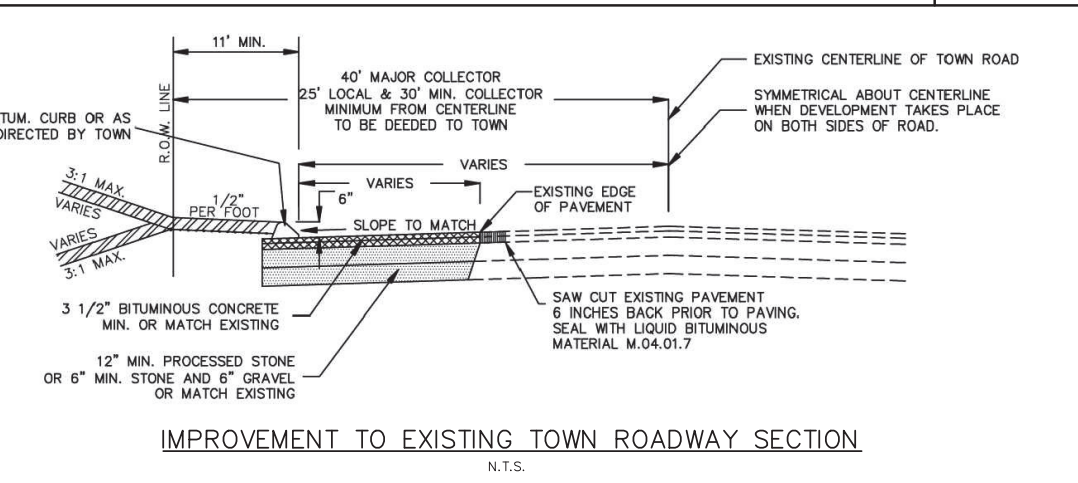 11' MIN.
40' MAJOR COLLECTOR
25' LOCAL & 30' MIN. COLLECTOR
MINIMUM FROM CENTERLINE
TO BE DEEDED TO TOWN
EXISTING CENTERLINE OF TOWN ROAD
SYMMETRICAL ABOUT CENTERLINE
WHEN DEVELOPMENT TAKES PLACE
ON BOTH SIDES OF ROAD.
R.O.W. LINE
TUM. CURB OR AS
DIRECTED BY TOWN
VARIES
VARIES
3:1 MAX.
VARIES
1/2"
PER FOOT
6"
EXISTING EDGE
OF PAVEMENT
SLOPE TO MATCH
VARIES
3:1 MAX.
3 1/2" BITUMINOUS CONCRETE
MIN. OR MATCH EXISTING
SAW CUT EXISTING PAVEMENT
6 INCHES BACK PRIOR TO PAVING.
SEAL WITH LIQUID BITUMINOUS
MATERIAL M.04.01.7
12" MIN. PROCESSED STONE
OR 6" MIN. STONE AND 6" GRAVEL
OR MATCH EXISTING
IMPROVEMENT TO EXISTING TOWN ROADWAY SECTION
N.T.S.